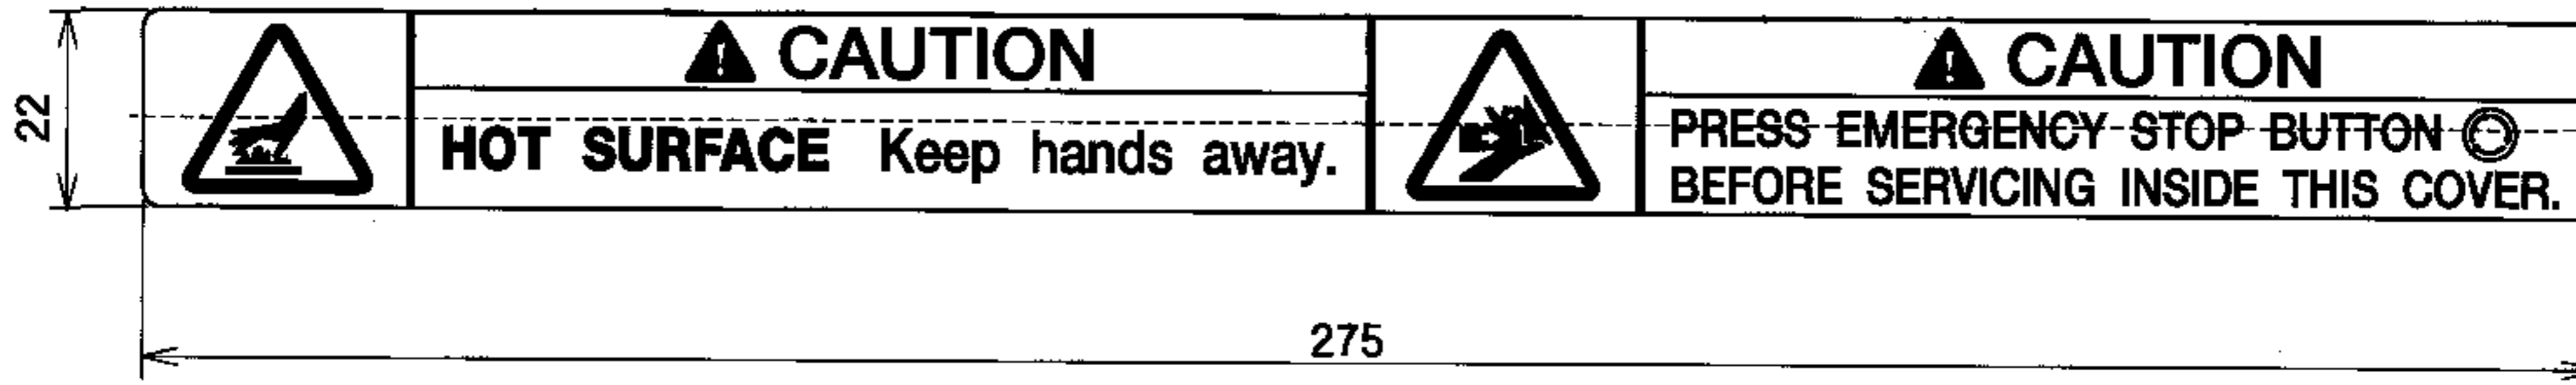 22
CAUTION
HOT SURFACE Keep hands away.
CAUTION
PRESS EMERGENCY STOP BUTTON
BEFORE SERVICING INSIDE THIS COVER.
275